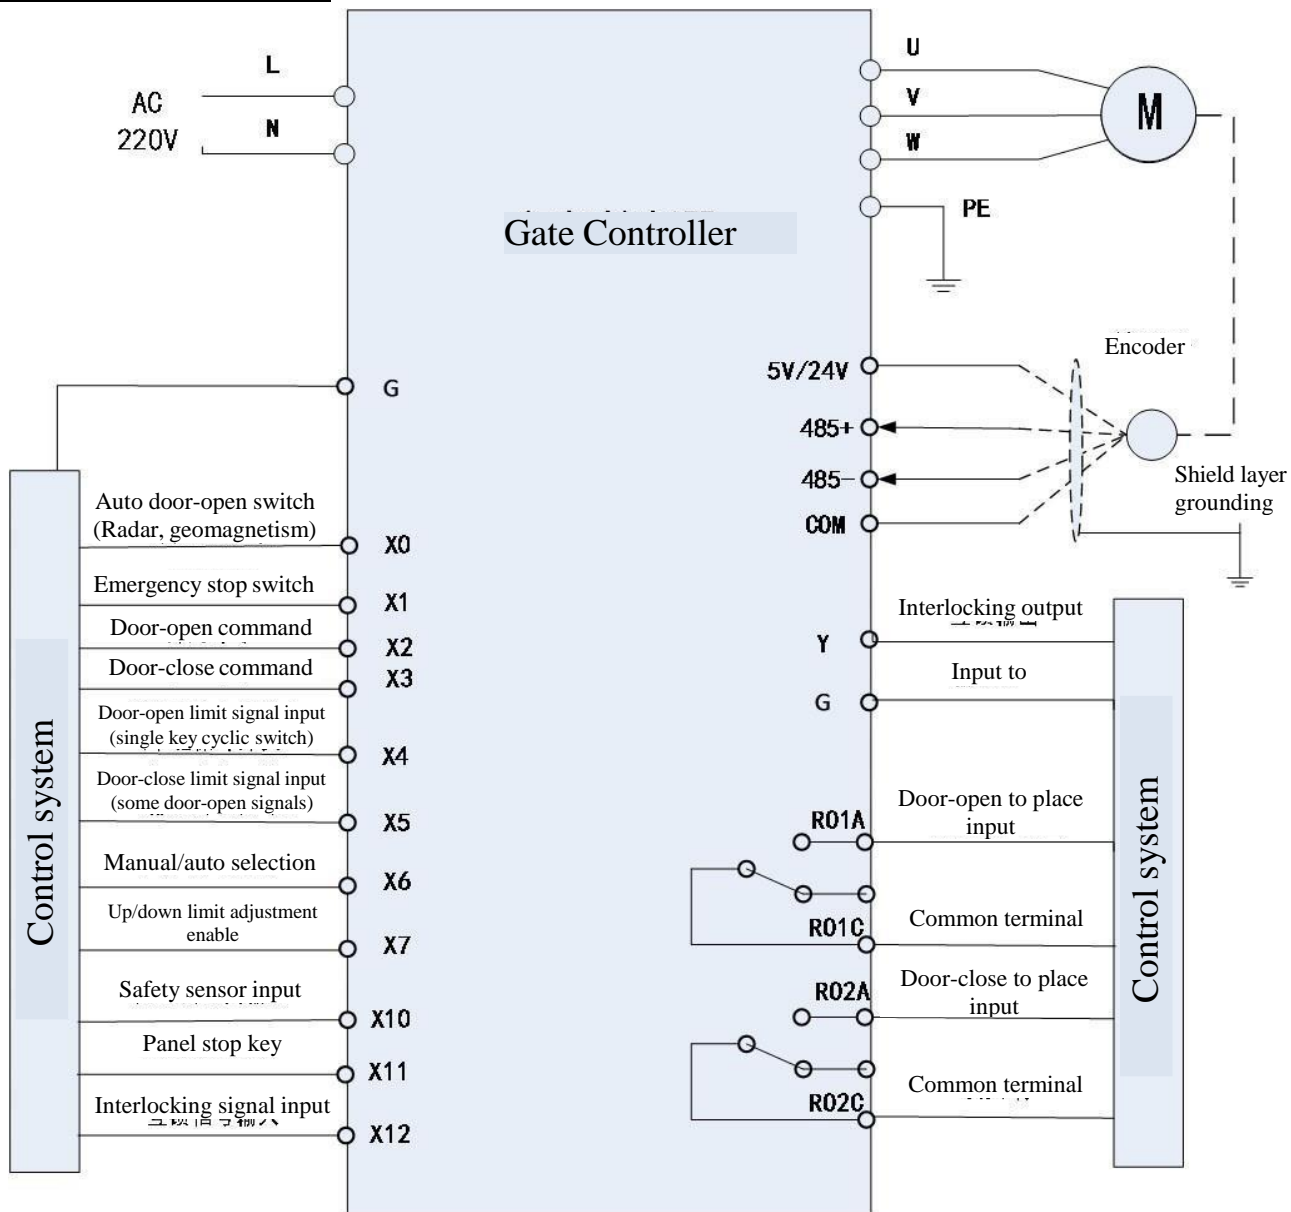 L
AC
220V
N
U
V
W
M
PE
Gate Controller
Encoder
5V/24V
485+
485-
COM
Shield layer
grounding
G
Control system
Auto door-open switch
(Radar, geomagnetism)
X0
Emergency stop switch
X1
Door-open command
X2
Door-close command
X3
Door-open limit signal input
(single key cyclic switch)
X4
Door-close limit signal input
(some door-open signals)
X5
Manual/auto selection
X6
Up/down limit adjustment
enable
X7
Safety sensor input
X10
Panel stop key
X11
Interlocking signal input
X12
Interlocking output
Y
Input to
G
Door-open to place
input
R01A
Common terminal
R01C
Door-close to place
input
R02A
Common terminal
R02C
Control system